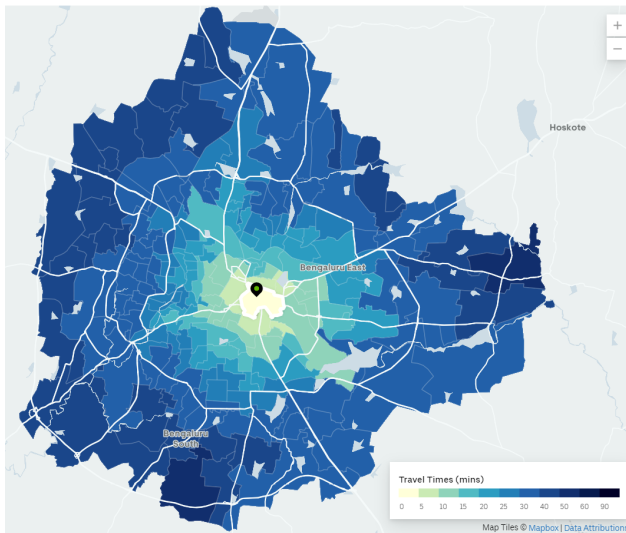 +
−
Hoskote
Bengaluru East
Bengaluru
South
Travel Times (mins)
0 5 10 15 20 25 30 40 50 60 90
Map Tiles © Mapbox | Data Attributions